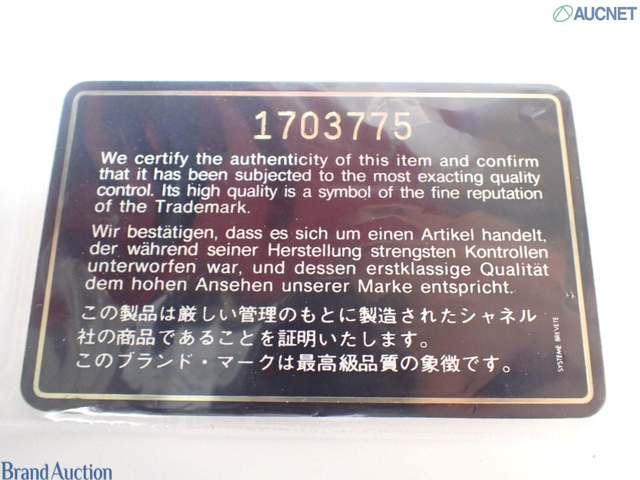 AUCNET
1703775
We certify the authenticity of this item and confirm
that it has been subjected to the most exacting quality
control. Its high quality is a symbol of the fine reputation
of the Trademark.
Wir bestätigen, dass es sich um einen Artikel handelt,
der während seiner Herstellung strengsten Kontrollen
unterworfen war, und dessen erstklassige Qualität
dem hohen Ansehen unserer Marke entspricht.
この製品は厳しい管理のもとに製造されたシャネル
社の商品であることを証明いたします。
このブランド・マークは最高級品質の象徴です。
SYSTEME BREVETE
Brand Auction